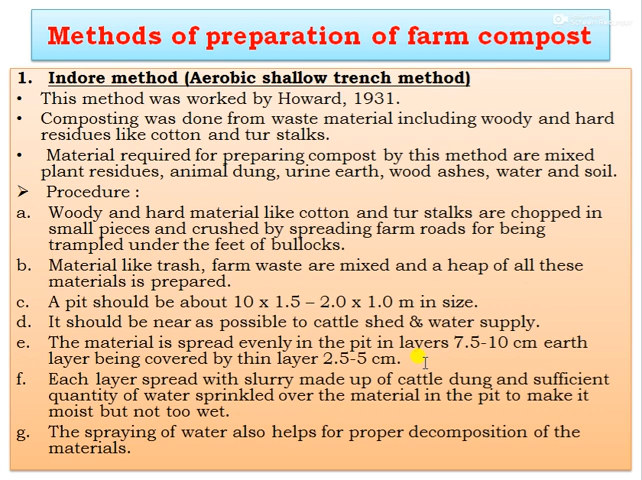 Methods of preparation of farm compost
1. Indore method (Aerobic shallow trench method)
• This method was worked by Howard, 1931.
• Composting was done from waste material including woody and hard
residues like cotton and tur stalks.
• Material required for preparing compost by this method are mixed
plant residues, animal dung, urine earth, wood ashes, water and soil.
➢ Procedure :
a. Woody and hard material like cotton and tur stalks are chopped in
small pieces and crushed by spreading farm roads for being
trampled under the feet of bullocks.
b. Material like trash, farm waste are mixed and a heap of all these
materials is prepared.
c. A pit should be about 10 x 1.5 – 2.0 x 1.0 m in size.
d. It should be near as possible to cattle shed & water supply.
e. The material is spread evenly in the pit in layers 7.5-10 cm earth
layer being covered by thin layer 2.5-5 cm.
f. Each layer spread with slurry made up of cattle dung and sufficient
quantity of water sprinkled over the material in the pit to make it
moist but not too wet.
g. The spraying of water also helps for proper decomposition of the
materials.